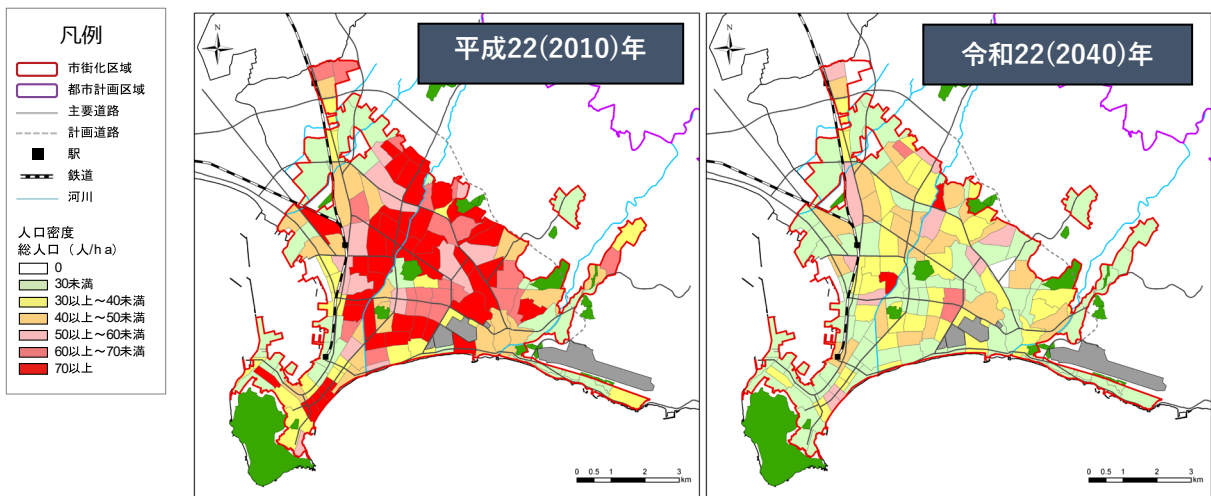 凡例
市街化区域
都市計画区域
主要道路
計画道路
駅
鉄道
河川
人口密度
総人口（人/ha）
0
30未満
30以上～40未満
40以上～50未満
50以上～60未満
60以上～70未満
70以上
N
平成22(2010)年
0 0.5 1 2 3
km
N
令和22(2040)年
0 0.5 1 2 3
km